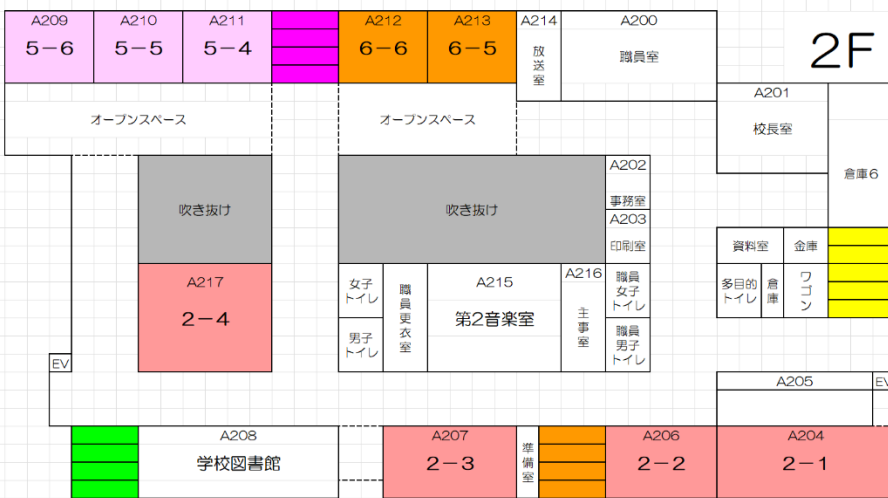 A209
5-6
A210
5-5
A211
5-4
A212
6-6
A213
6-5
A214
放送室
A200
職員室
2F
オープンスペース
オープンスペース
A201
校長室
倉庫6
吹き抜け
吹き抜け
A202
事務室
A203
印刷室
資料室
金庫
A217
2-4
女子
トイレ
男子
トイレ
職員更衣室
A215
第2音楽室
A216
主事室
職員
女子
トイレ
職員
男子
トイレ
多目的
トイレ
倉庫
ワゴン
EV
A205
EV
A208
学校図書館
A207
2-3
準備室
A206
2-2
A204
2-1